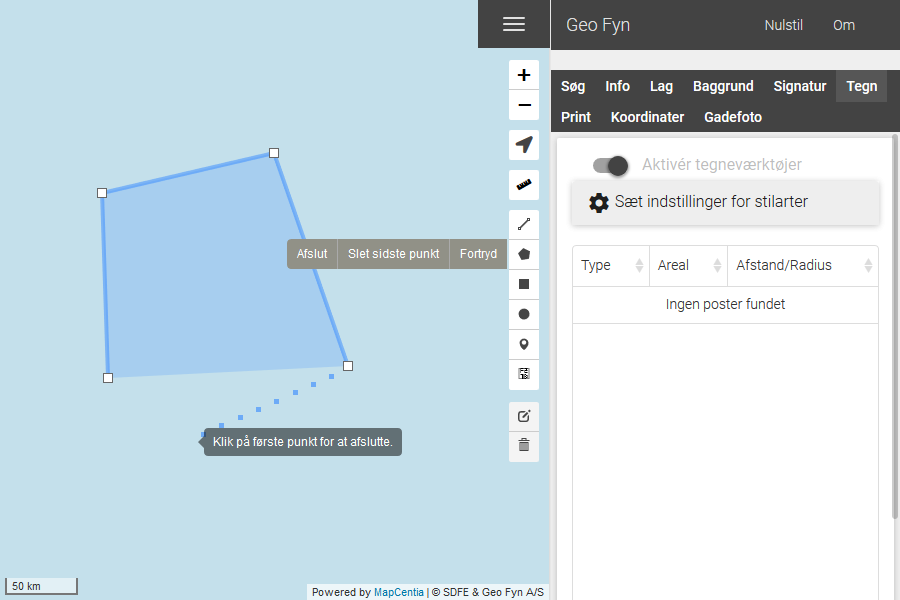 Geo Fyn
Nulstil
Om
Søg Info Lag Baggrund Signatur Tegn
Print Koordinater Gadefoto
Aktivér tegneværktøjer
Sæt indstillinger for stilarter
Type Areal Afstand/Radius
Ingen poster fundet
+
−
Afslut Slet sidste punkt Fortryd
Klik på første punkt for at afslutte.
50 km
Powered by MapCentia | © SDFE & Geo Fyn A/S